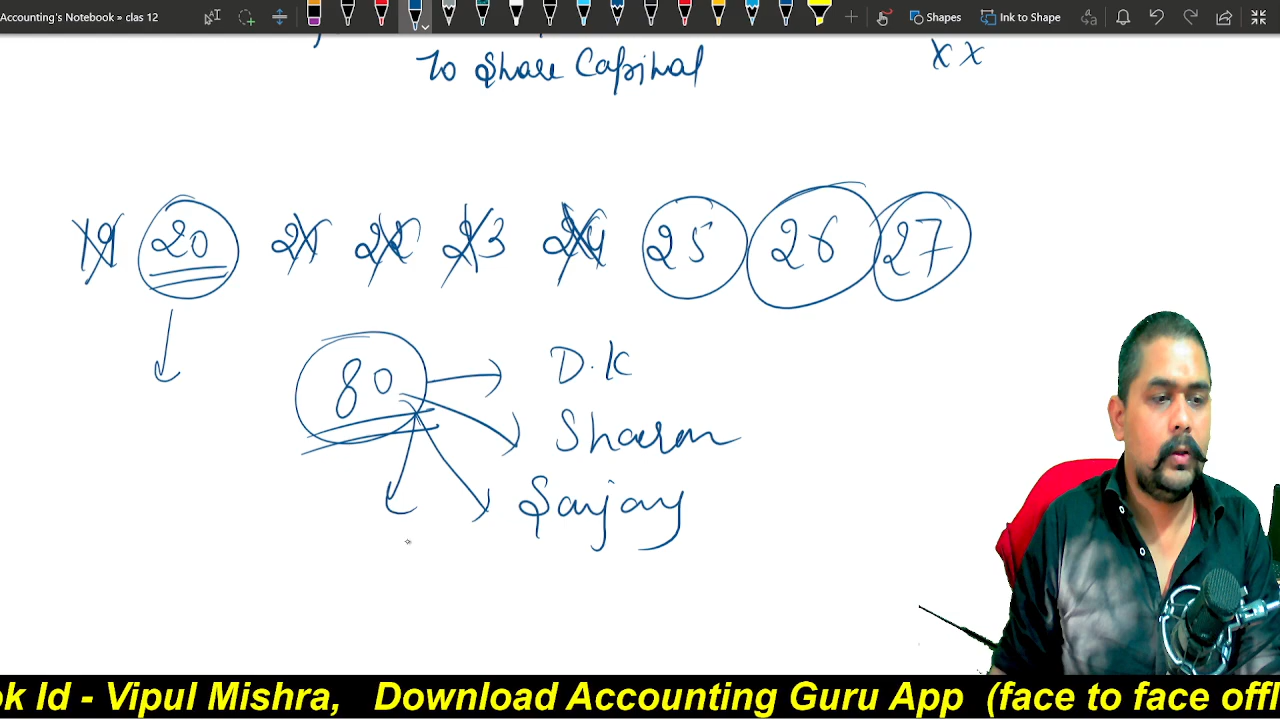 Accounting's Notebook » clas 12
Shapes
Ink to Shape
To Share Capital
X X
19 20 21 22 23 24 25 26 27
80
D.K
Sharm
Sanjay
ok Id - Vipul Mishra, Download Accounting Guru App (face to face offl